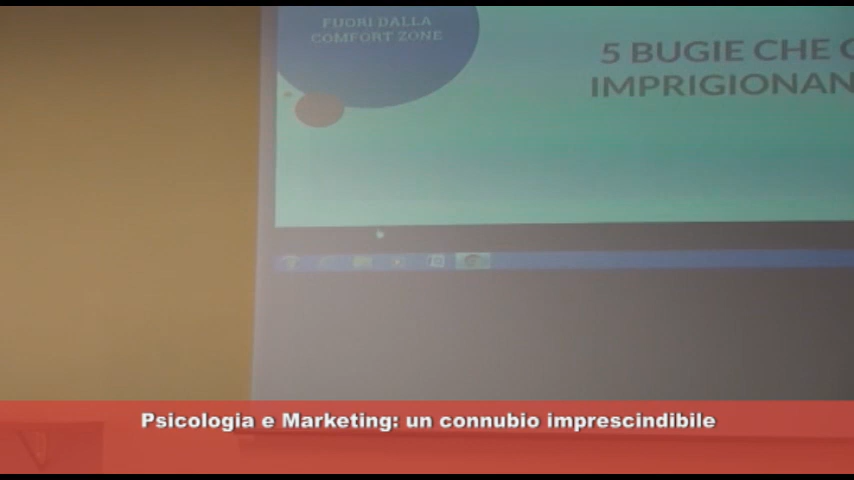 FUORI DALLA
COMFORT ZONE
5 BUGIE CHE
IMPRIGIONAN
Psicologia e Marketing: un connubio imprescindibile